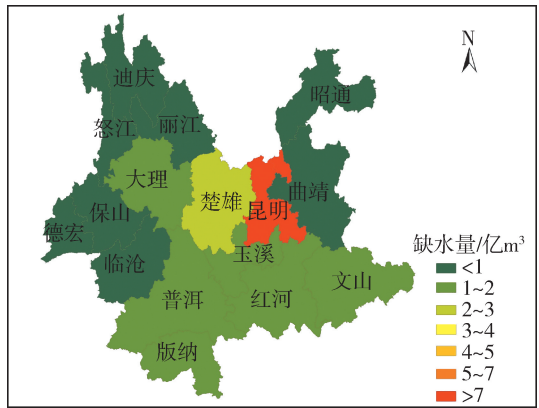 N
迪庆
昭通
怒江
丽江
大理
楚雄
昆明
曲靖
保山
德宏
临沧
玉溪
普洱
红河
文山
版纳
缺水量/亿m³
<1
1~2
2~3
3~4
4~5
5~7
>7